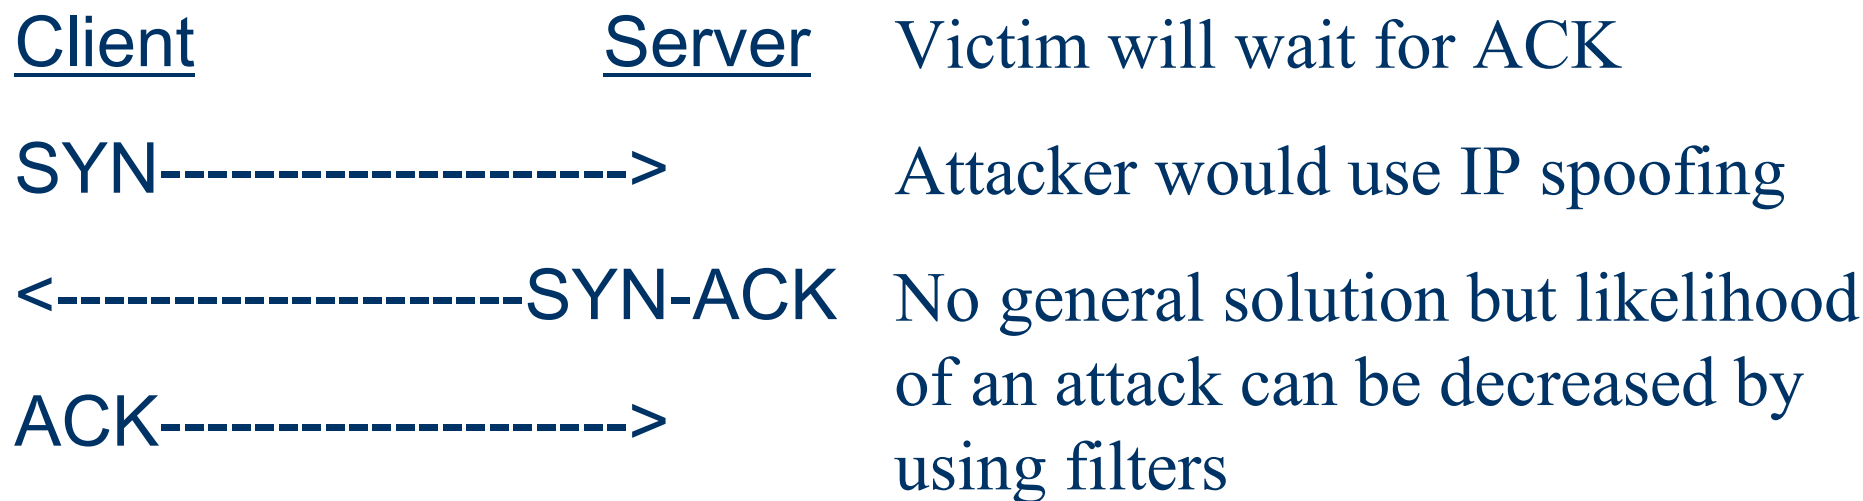 Client Server
SYN-------------------->
<--------------------SYN-ACK
ACK-------------------->
Victim will wait for ACK
Attacker would use IP spoofing
No general solution but likelihood
of an attack can be decreased by
using filters